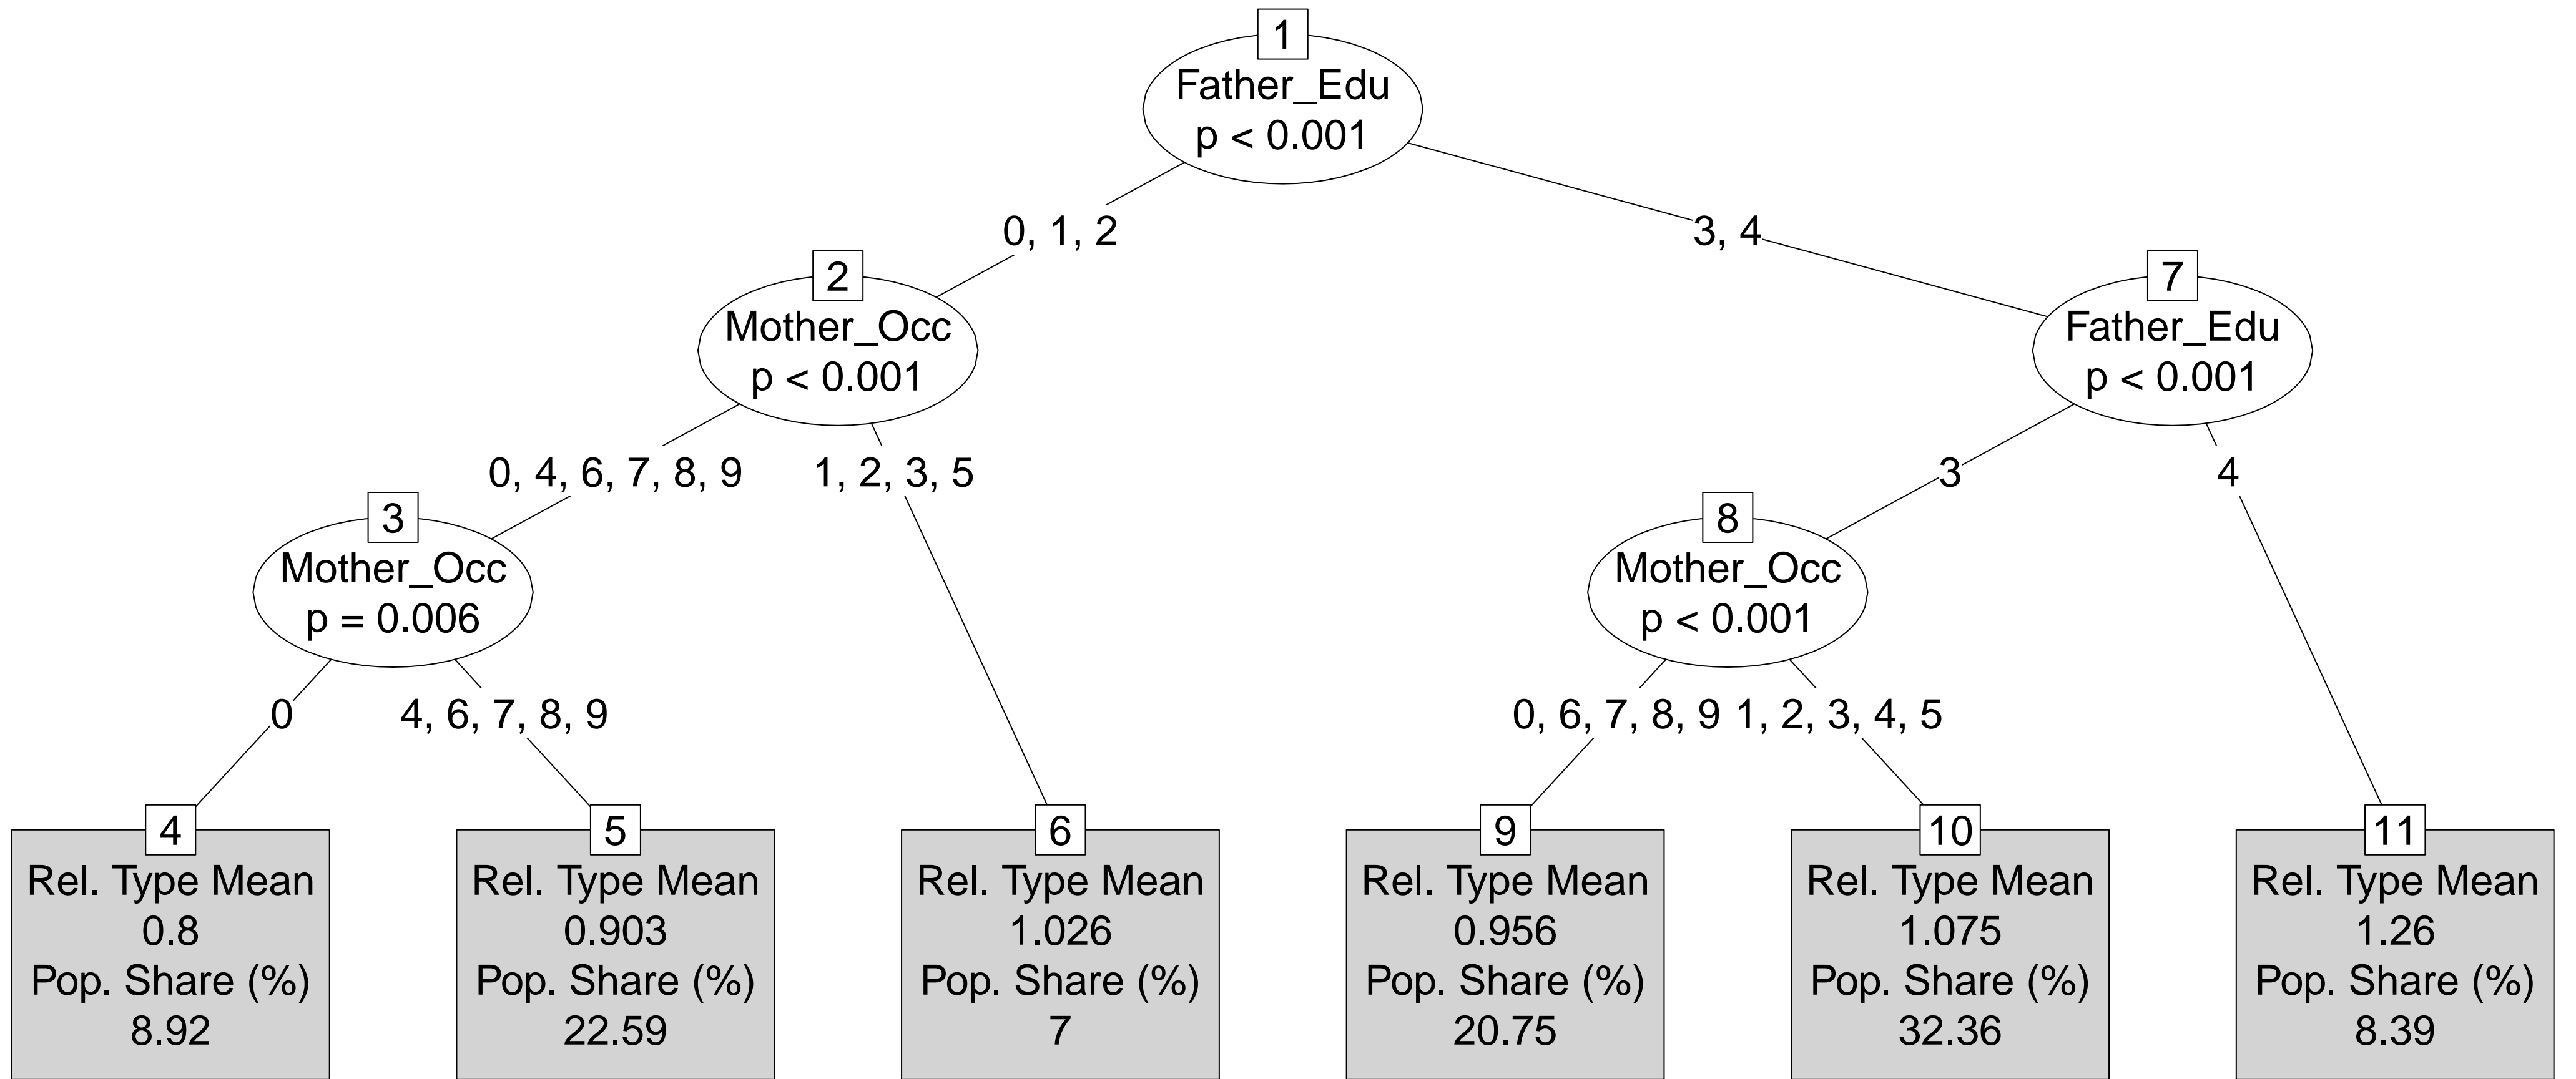 1
Father_Edu
p < 0.001
0, 1, 2
3, 4
2
Mother_Occ
p < 0.001
7
Father_Edu
p < 0.001
0, 4, 6, 7, 8, 9
1, 2, 3, 5
3
4
3
Mother_Occ
p = 0.006
8
Mother_Occ
p < 0.001
0
4, 6, 7, 8, 9
0, 6, 7, 8, 9
1, 2, 3, 4, 5
4
Rel. Type Mean
0.8
Pop. Share (%)
8.92
5
Rel. Type Mean
0.903
Pop. Share (%)
22.59
6
Rel. Type Mean
1.026
Pop. Share (%)
7
9
Rel. Type Mean
0.956
Pop. Share (%)
20.75
10
Rel. Type Mean
1.075
Pop. Share (%)
32.36
11
Rel. Type Mean
1.26
Pop. Share (%)
8.39